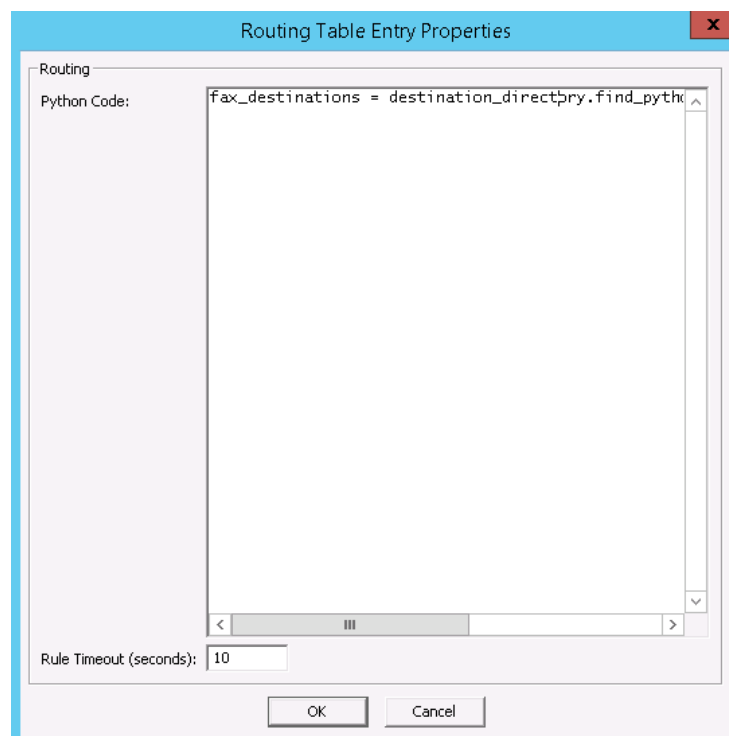 Routing Table Entry Properties
x
Routing
Python Code:
fax_destinations = destination_directory.find_pytho
Rule Timeout (seconds):
10
OK
Cancel